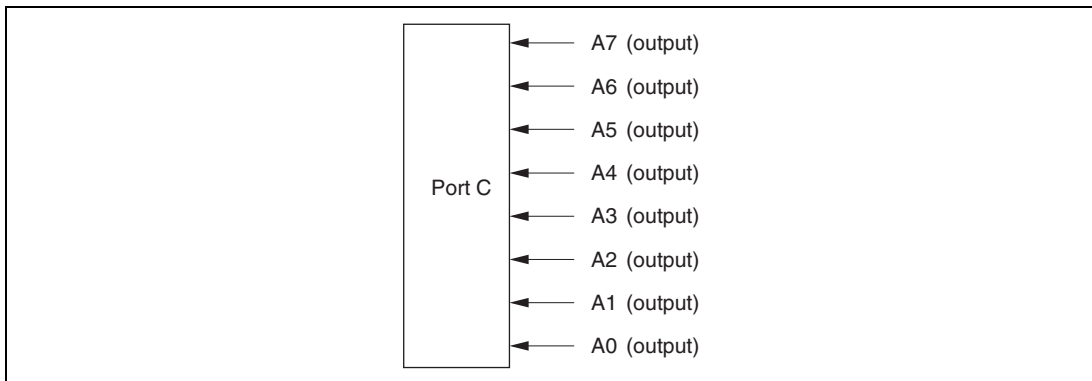 A7 (output)
A6 (output)
A5 (output)
A4 (output)
Port C
A3 (output)
A2 (output)
A1 (output)
A0 (output)